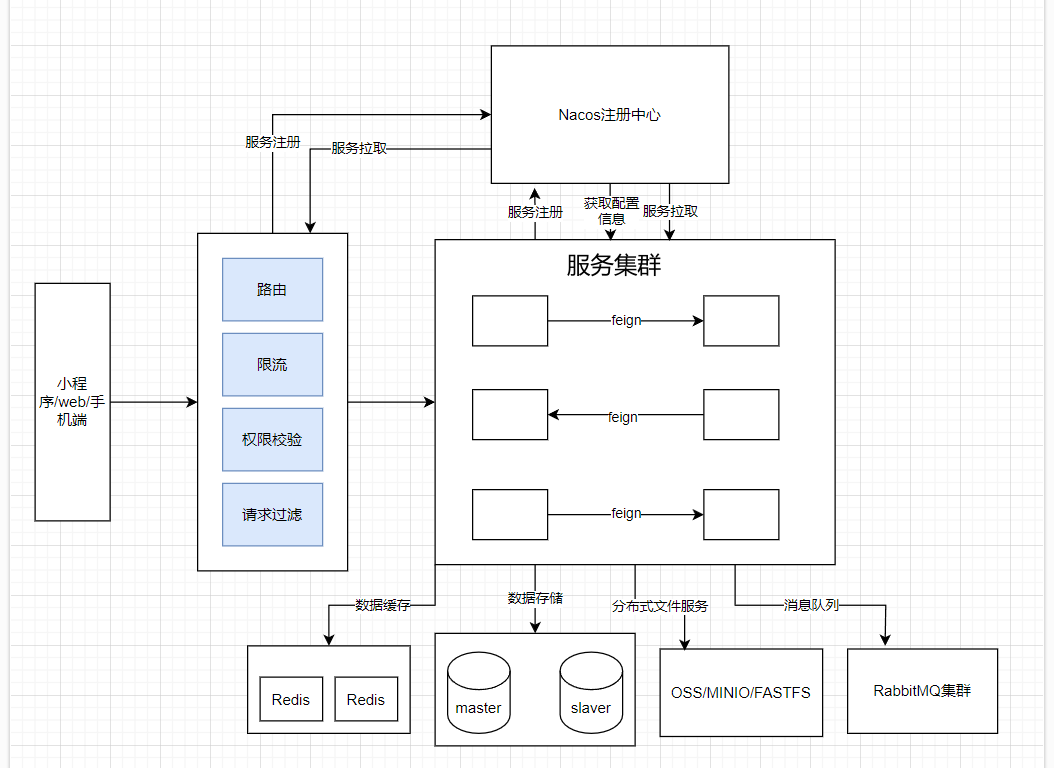 Nacos注册中心
服务注册
服务拉取
服务注册
获取配置
信息
服务拉取
服务集群
路由
限流
权限校验
请求过滤
小程
序/web/手
机端
feign
feign
feign
数据缓存
数据存储
分布式文件服务
消息队列
Redis
Redis
master
slaver
OSS/MINIO/FASTFS
RabbitMQ集群